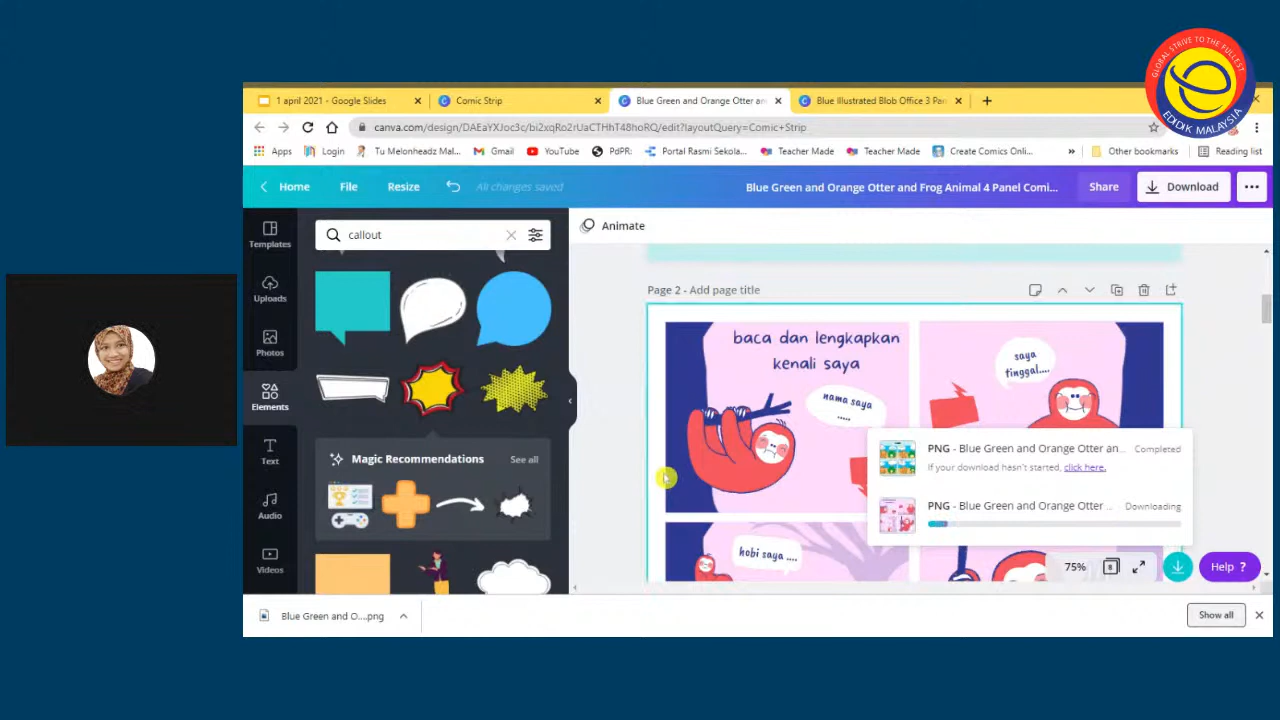 GLOBAL STRIVE TO THE FULLEST
EDIDIK MALAYSIA
1 april 2021 - Google Slides
Comic Strip
Blue Green and Orange Otter an
Blue Illustrated Blob Office 3 Pan
canva.com/design/DAEaYXJoc3c/bi2xqRo2rUaCTHhT48hoRQ/edit?layoutQuery=Comic+Strip
Apps
Login
Tu Melonheadz Mal...
Gmail
YouTube
PdPR:
Portal Rasmi Sekola...
Teacher Made
Teacher Made
Create Comics Onli...
»
Other bookmarks
Reading list
Home
File
Resize
All changes saved
Blue Green and Orange Otter and Frog Animal 4 Panel Comi...
Share
Download
Templates
Uploads
Photos
Elements
Text
Audio
Videos
callout
Magic Recommendations
See all
Animate
Page 2 - Add page title
baca dan lengkapkan
kenali saya
nama saya
.....
saya
tinggal....
hobi saya ....
PNG - Blue Green and Orange Otter an...
Completed
If your download hasn't started, click here.
PNG - Blue Green and Orange Otter ...
Downloading
75%
8
Help ?
Blue Green and O....png
Show all